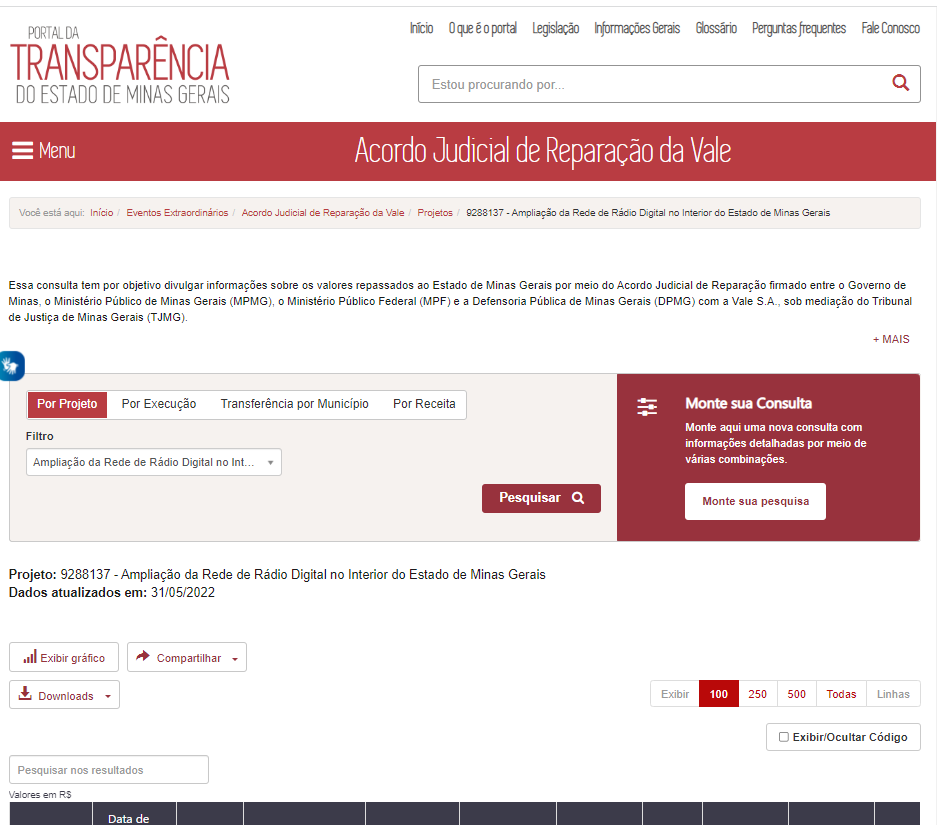 PORTAL DA
TRANSPARÊNCIA
DO ESTADO DE MINAS GERAIS
Início O que é o portal Legislação Informações Gerais Glossário Perguntas frequentes Fale Conosco
Estou procurando por...
Menu
Acordo Judicial de Reparação da Vale
Você está aqui: Início / Eventos Extraordinários / Acordo Judicial de Reparação da Vale / Projetos / 9288137 - Ampliação da Rede de Rádio Digital no Interior do Estado de Minas Gerais
Essa consulta tem por objetivo divulgar informações sobre os valores repassados ao Estado de Minas Gerais por meio do Acordo Judicial de Reparação firmado entre o Governo de
Minas, o Ministério Público de Minas Gerais (MPMG), o Ministério Público Federal (MPF) e a Defensoria Pública de Minas Gerais (DPMG) com a Vale S.A., sob mediação do Tribunal
de Justiça de Minas Gerais (TJMG).
+ MAIS
Por Projeto Por Execução Transferência por Município Por Receita
Filtro
Ampliação da Rede de Rádio Digital no Int...
Pesquisar
Monte sua Consulta
Monte aqui uma nova consulta com
informações detalhadas por meio de
várias combinações.
Monte sua pesquisa
Projeto: 9288137 - Ampliação da Rede de Rádio Digital no Interior do Estado de Minas Gerais
Dados atualizados em: 31/05/2022
Exibir gráfico Compartilhar
Downloads
Exibir 100 250 500 Todas Linhas
Exibir/Ocultar Código
Pesquisar nos resultados
Valores em R$
Data de